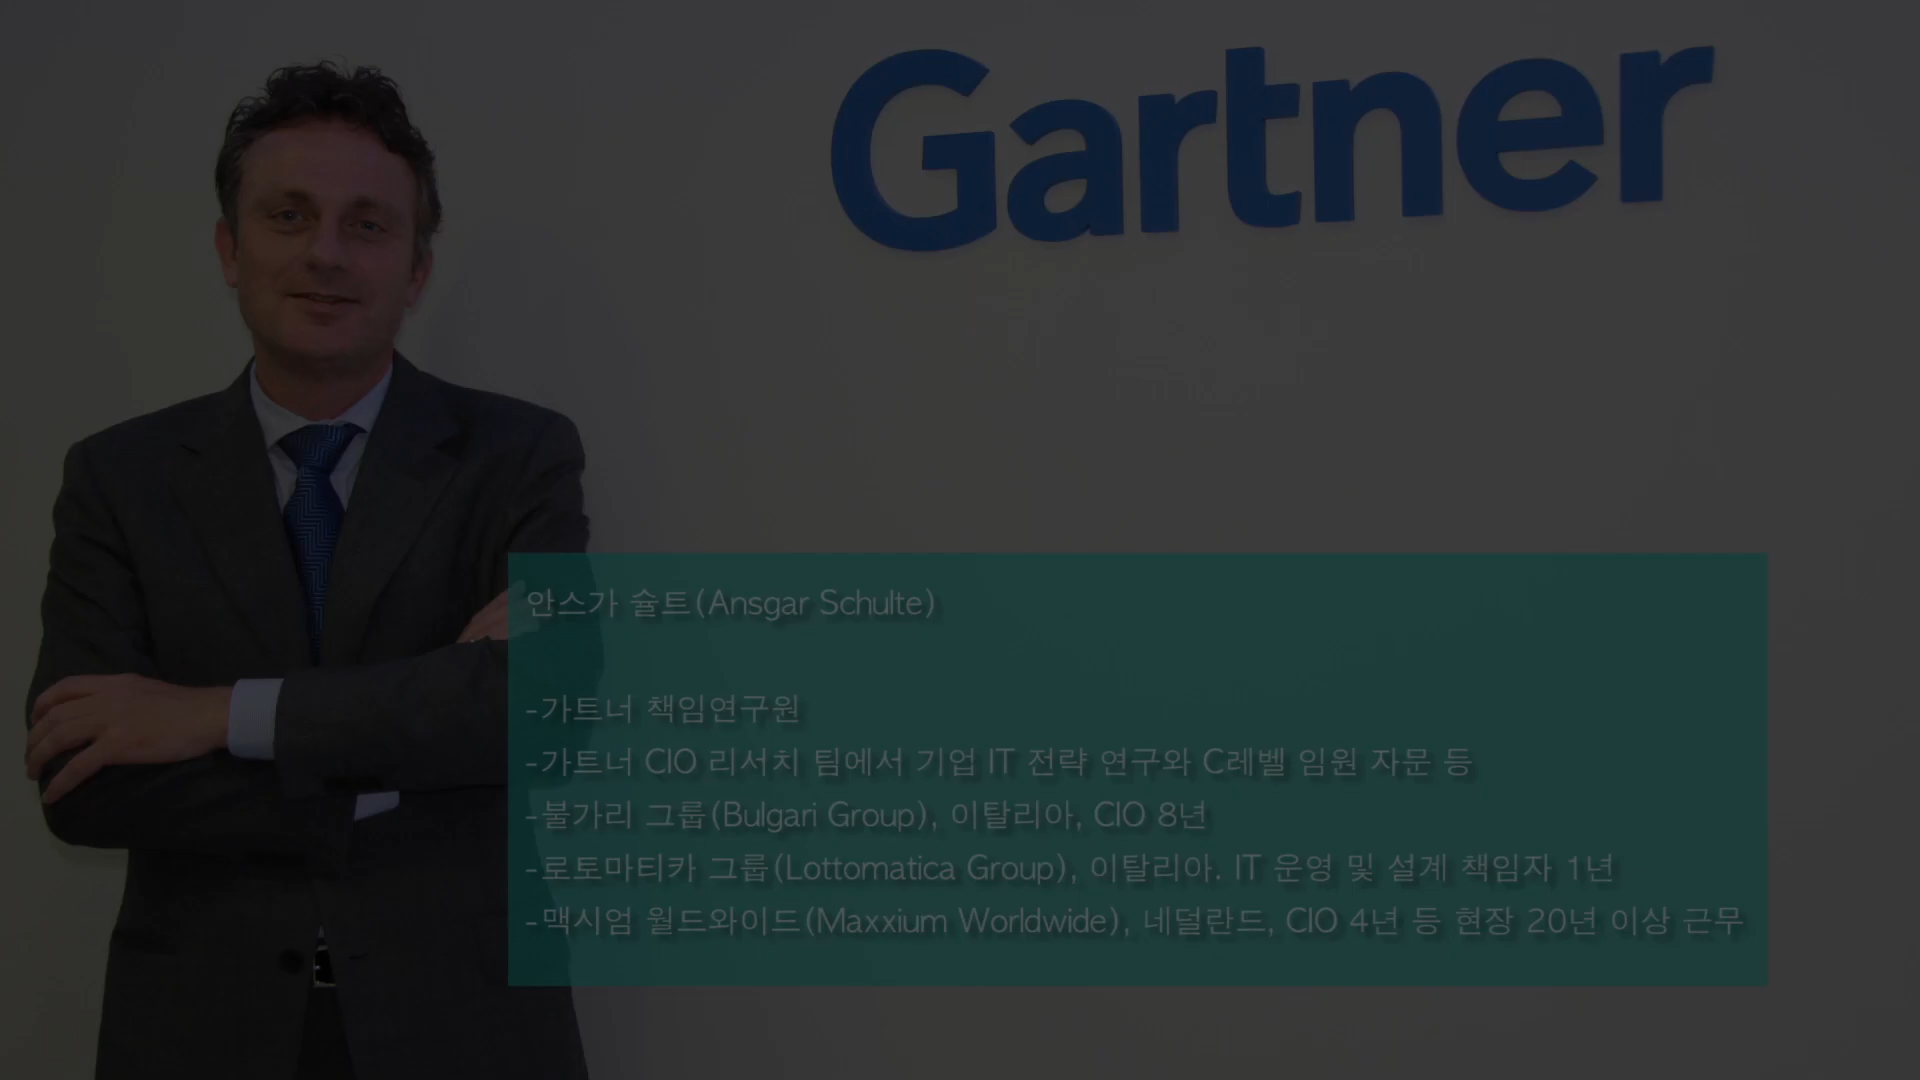 Gartner
안스가 슐트(Ansgar Schulte)
-가트너 책임연구원
-가트너 CIO 리서치 팀에서 기업 IT 전략 연구와 C레벨 임원 자문 등
-불가리 그룹(Bulgari Group), 이탈리아, CIO 8년
-로토마티카 그룹(Lottomatica Group), 이탈리아. IT 운영 및 설계 책임자 1년
-맥시엄 월드와이드(Maxxium Worldwide), 네덜란드, CIO 4년 등 현장 20년 이상 근무